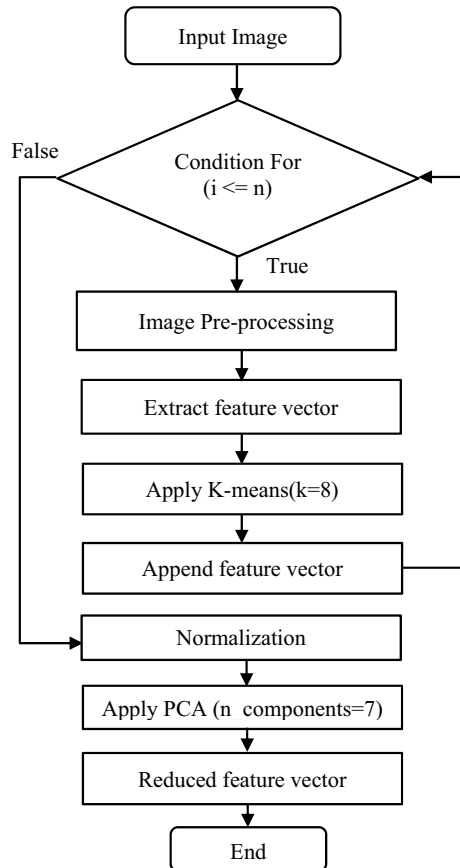 Input Image
False
Condition For
(i <= n)
True
Image Pre-processing
Extract feature vector
Apply K-means(k=8)
Append feature vector
Normalization
Apply PCA (n components=7)
Reduced feature vector
End